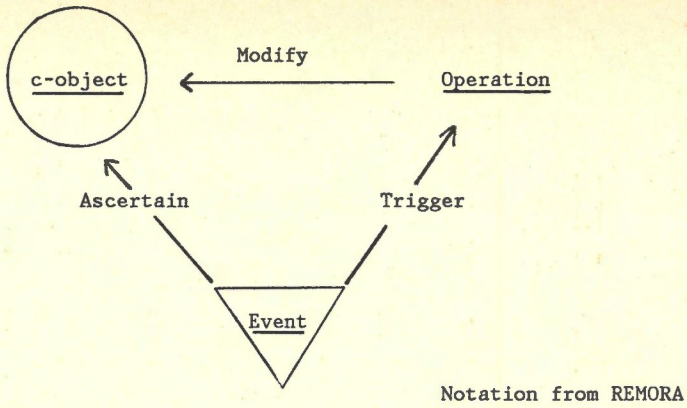 Modify
c-object Operation
Ascertain Trigger
Event
Notation from REMORA